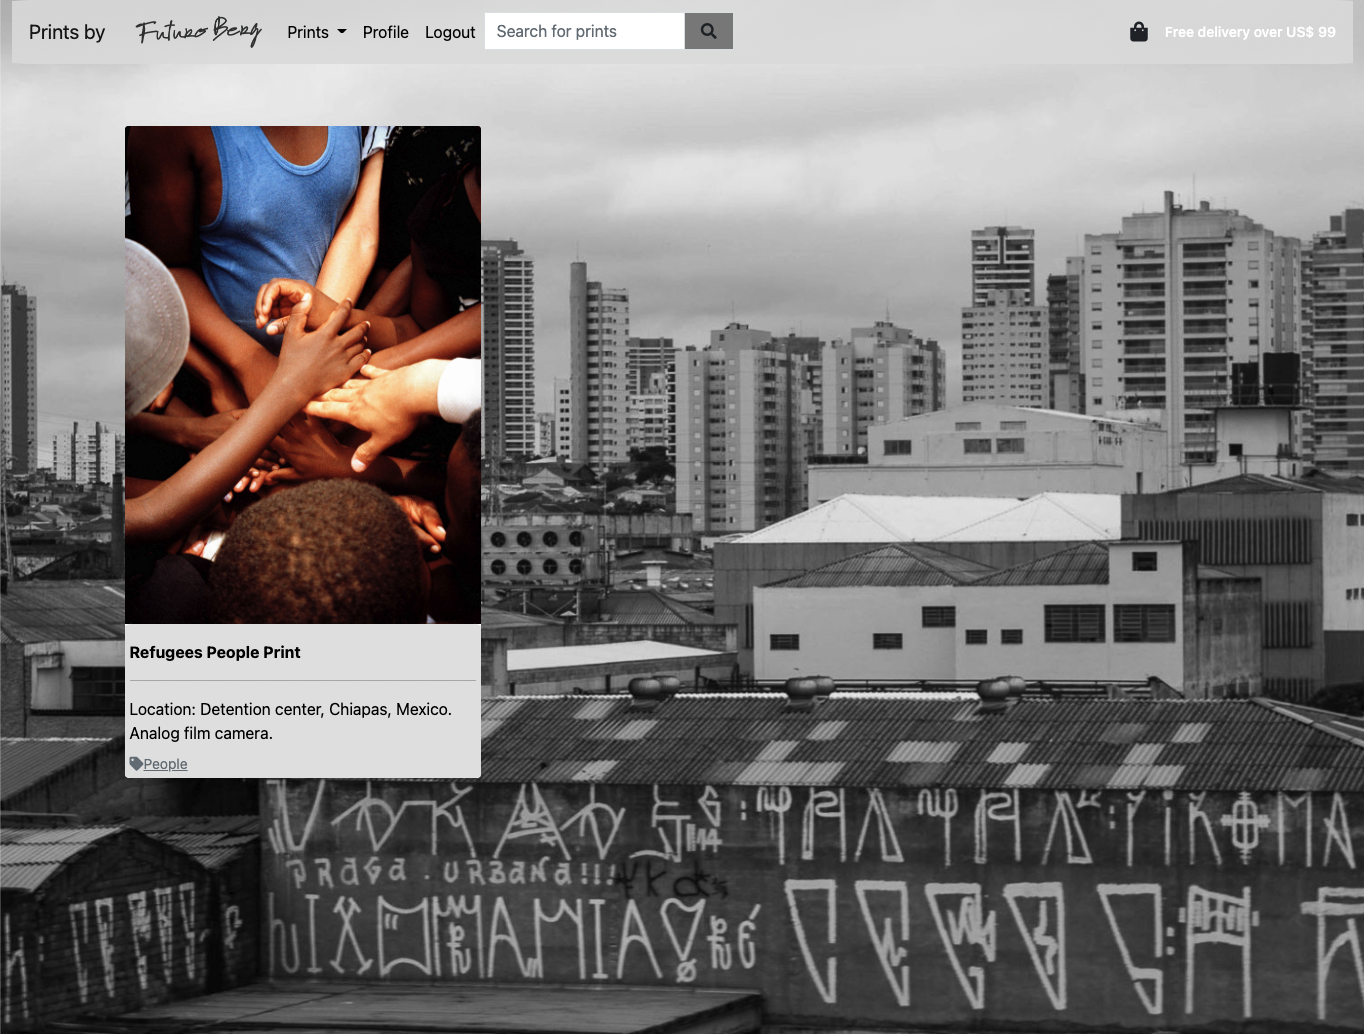 Prints by Futuro Berg Prints Profile Logout Search for prints Free delivery over US$ 99
Refugees People Print
Location: Detention center, Chiapas, Mexico.
Analog film camera.
People
PRAGA . URBANA!!!